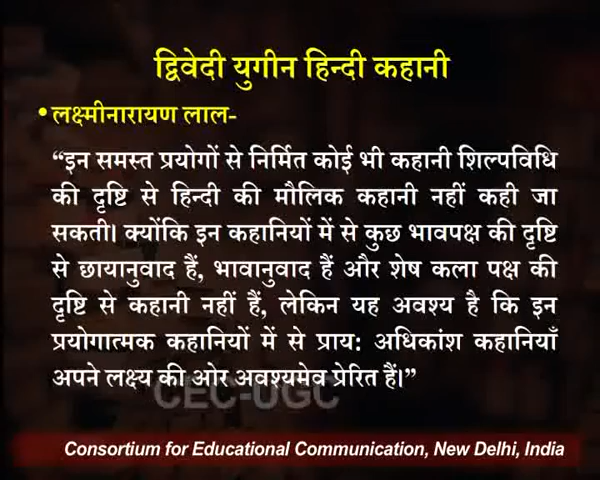 द्विवेदी युगीन हिन्दी कहानी
• लक्ष्मीनारायण लाल-
“इन समस्त प्रयोगों से निर्मित कोई भी कहानी शिल्पविधि
की दृष्टि से हिन्दी की मौलिक कहानी नहीं कही जा
सकती। क्योंकि इन कहानियों में से कुछ भावपक्ष की दृष्टि
से छायानुवाद हैं, भावानुवाद हैं और शेष कला पक्ष की
दृष्टि से कहानी नहीं हैं, लेकिन यह अवश्य है कि इन
प्रयोगात्मक कहानियों में से प्राय: अधिकांश कहानियाँ
अपने लक्ष्य की ओर अवश्यमेव प्रेरित हैं।”
CEC-UGC
Consortium for Educational Communication, New Delhi, India